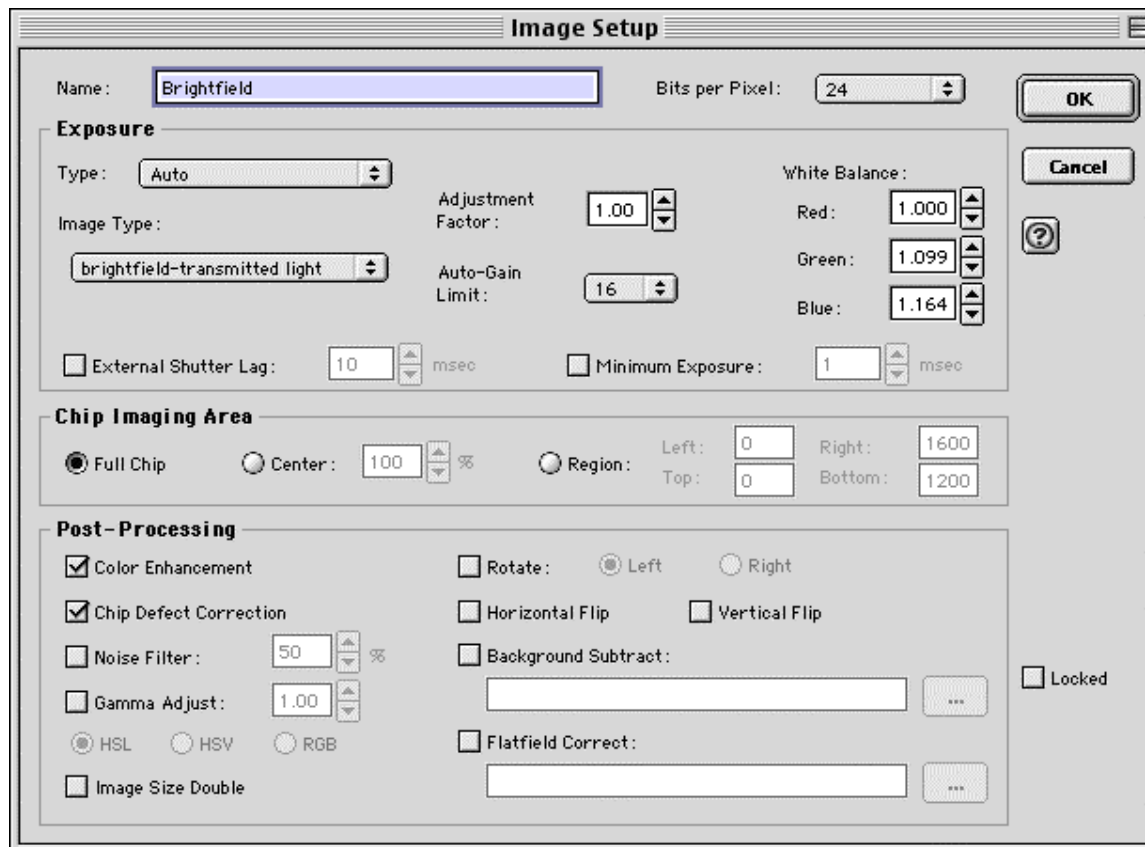 Image Setup
Name: Brightfield Bits per Pixel: 24
OK
Exposure
Type: Auto
White Balance:
Cancel
Adjustment Factor: 1.00
Red: 1.000
Image Type:
brightfield-transmitted light
Green: 1.099
Auto-Gain Limit: 16
Blue: 1.164
External Shutter Lag: 10 msec Minimum Exposure: 1 msec
Chip Imaging Area
Full Chip Center: 100 % Region: Left: 0 Right: 1600
Top: 0 Bottom: 1200
Post-Processing
Color Enhancement Rotate: Left Right
Chip Defect Correction Horizontal Flip Vertical Flip
Noise Filter: 50 % Background Subtract:
Locked
Gamma Adjust: 1.00 ...
HSL HSV RGB Flatfield Correct:
Image Size Double ...